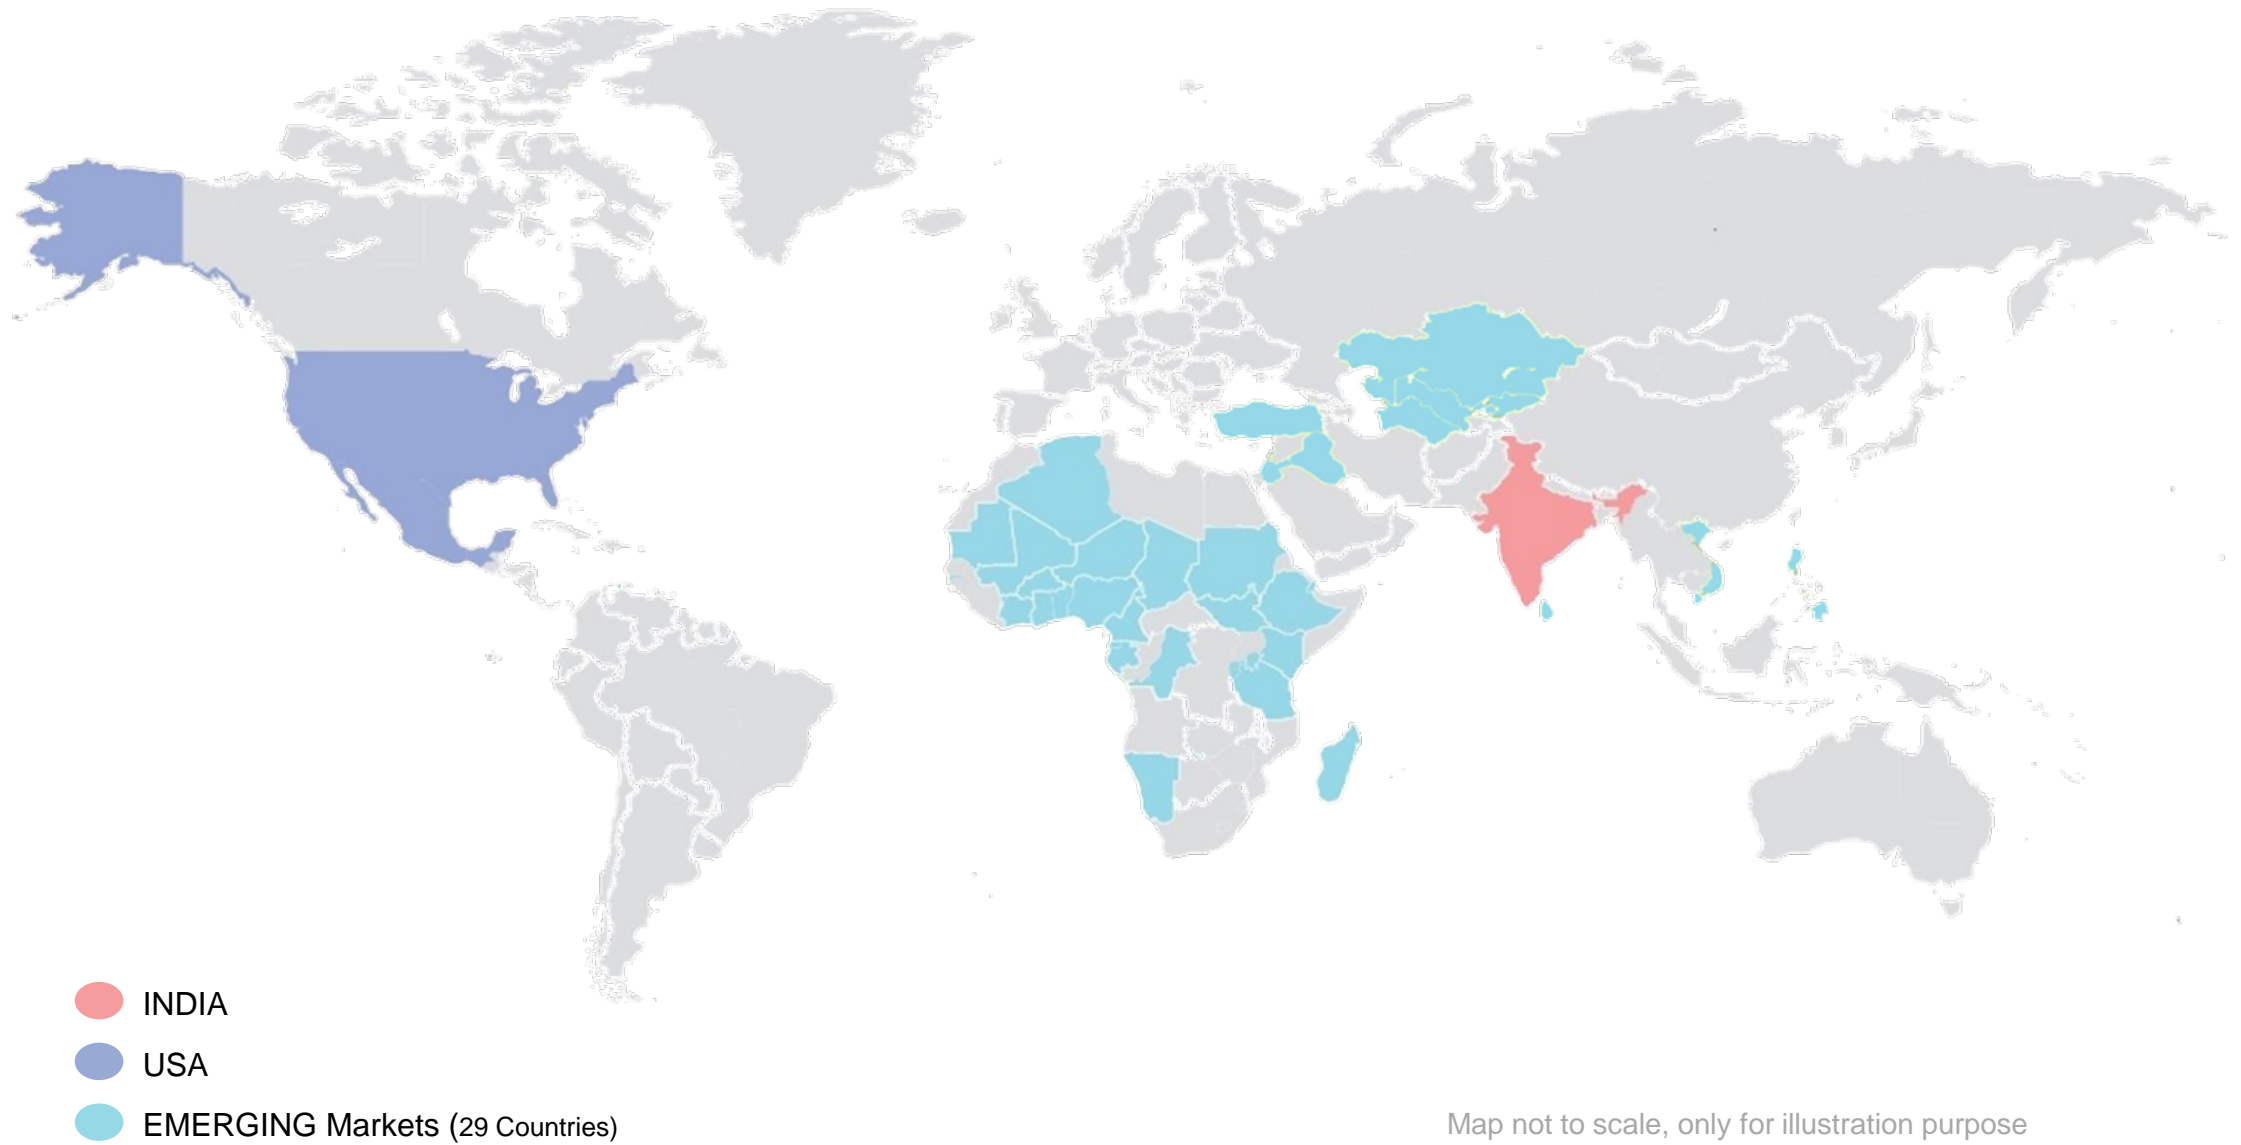 INDIA
USA
EMERGING Markets (29 Countries)
Map not to scale, only for illustration purpose